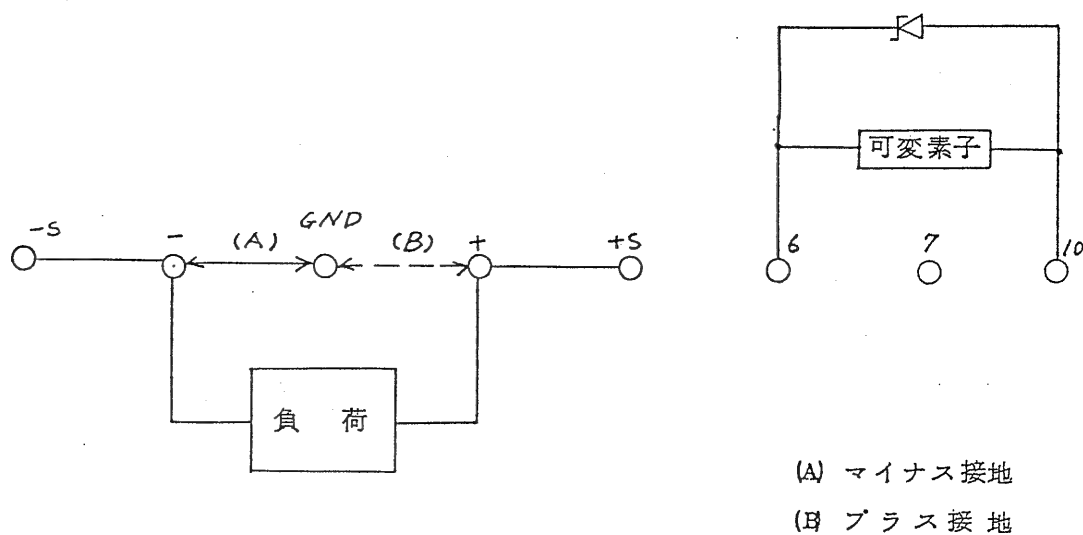 -S
-
(A)
GND
(B)
+
+S
負 荷
可変素子
6
7
10
(A) マイナス接地
(B) プラス接地